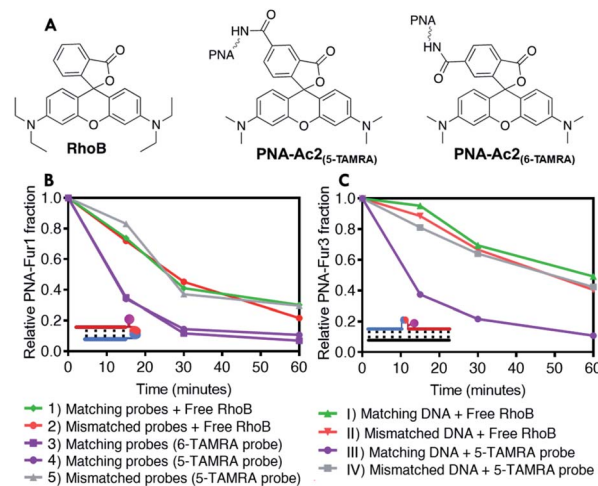 A
O
O
N
O
N
RhoB
PNA
HN
O
O
O
N
O
N
PNA-Ac2(5-TAMRA)
PNA
HN
O
O
O
N
O
N
PNA-Ac2(6-TAMRA)
B
Relative PNA-Fur1 fraction
1.0
0.8
0.6
0.4
0.2
0.0
0 10 20 30 40 50 60
Time (minutes)
1) Matching probes + Free RhoB
2) Mismatched probes + Free RhoB
3) Matching probes (6-TAMRA probe)
4) Matching probes (5-TAMRA probe)
5) Mismatched probes (5-TAMRA probe)
C
Relative PNA-Fur3 fraction
1.0
0.8
0.6
0.4
0.2
0.0
0 10 20 30 40 50 60
Time (minutes)
I) Matching DNA + Free RhoB
II) Mismatched DNA + Free RhoB
III) Matching DNA + 5-TAMRA probe
IV) Mismatched DNA + 5-TAMRA probe